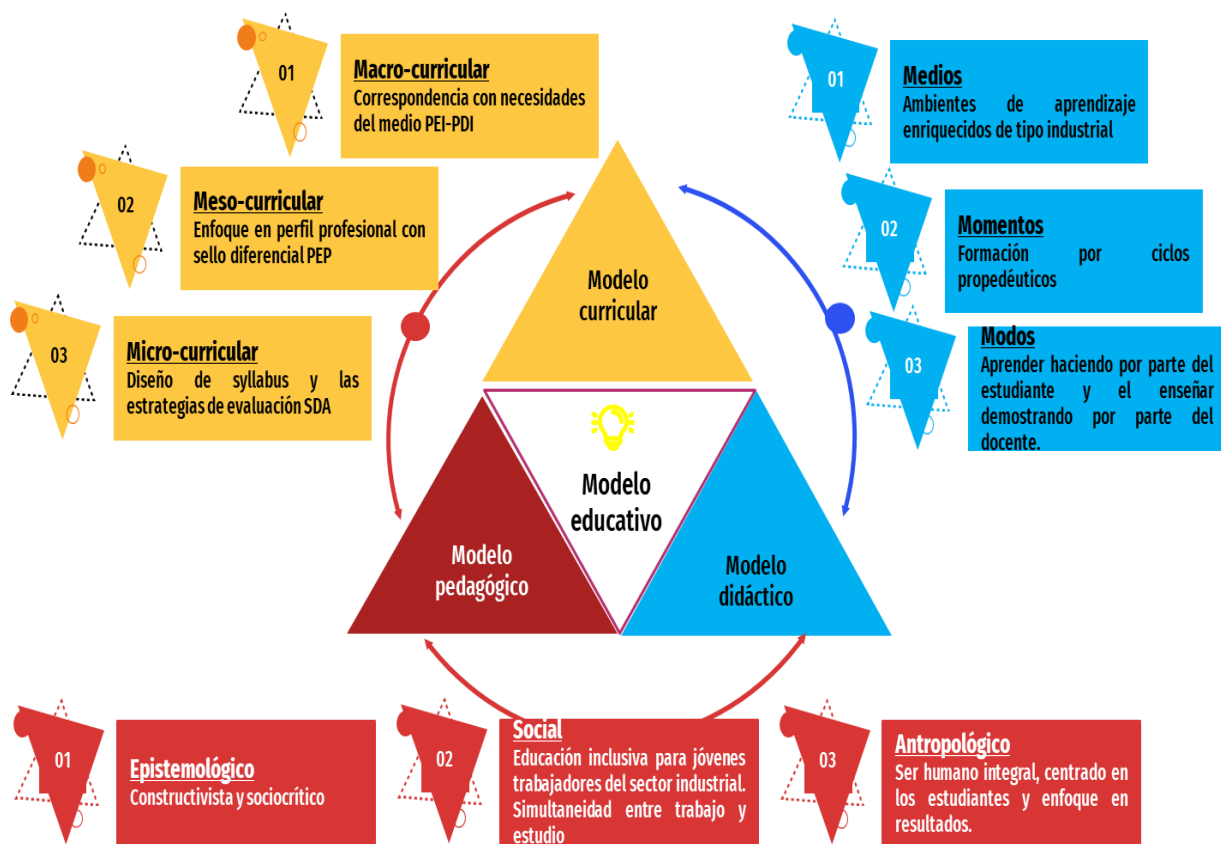 01
Macro-curricular
Correspondencia con necesidades
del medio PEI-PDI
02
Meso-curricular
Enfoque en perfil profesional con
sello diferencial PEP
03
Micro-curricular
Diseño de syllabus y las
estrategias de evaluación SDA
01
Medios
Ambientes de aprendizaje
enriquecidos de tipo industrial
02
Momentos
Formación por ciclos
propedéuticos
03
Modos
Aprender haciendo por parte del
estudiante y el enseñar
demostrando por parte del
docente.
Modelo
curricular
Modelo
educativo
Modelo
pedagógico
Modelo
didáctico
01
Epistemológico
Constructivista y sociocrítico
02
Social
Educación inclusiva para jóvenes
trabajadores del sector industrial.
Simultaneidad entre trabajo y
estudio
03
Antropológico
Ser humano integral, centrado en
los estudiantes y enfoque en
resultados.